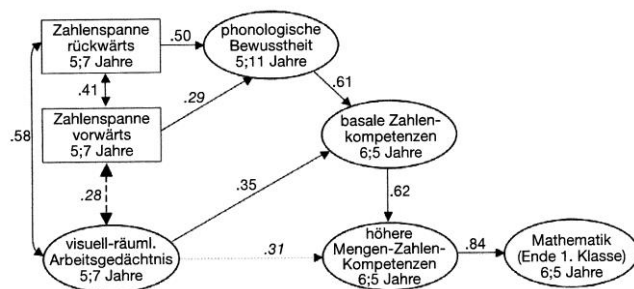 Zahlenspanne
rückwärts
5;7 Jahre
.50
phonologische
Bewusstheit
5;11 Jahre
.41
.29
.61
.58
Zahlenspanne
vorwärts
5;7 Jahre
basale Zahlen-
kompetenzen
6;5 Jahre
.28
.35
.62
visuell-räuml.
Arbeitsgedächtnis
5;7 Jahre
.31
höhere
Mengen-Zahlen-
Kompetenzen
6;5 Jahre
.84
Mathematik
(Ende 1. Klasse)
6;5 Jahre